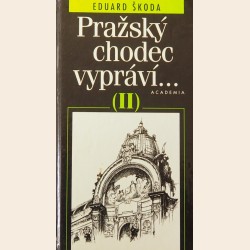 EDUARD ŠKODA
Pražský
chodec
vypráví...
ACADEMIA
(II)